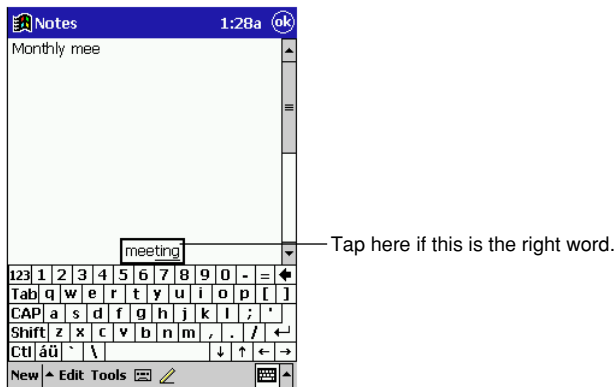 Notes 1:28a ok
Monthly mee
meeting
Tap here if this is the right word.
123 1 2 3 4 5 6 7 8 9 0 - =
Tab q w e r t y u i o p [ ]
CAP a s d f g h j k l ; '
Shift z x c v b n m , . /
Ctl áü ` \ ↓ ↑ ← →
New Edit Tools